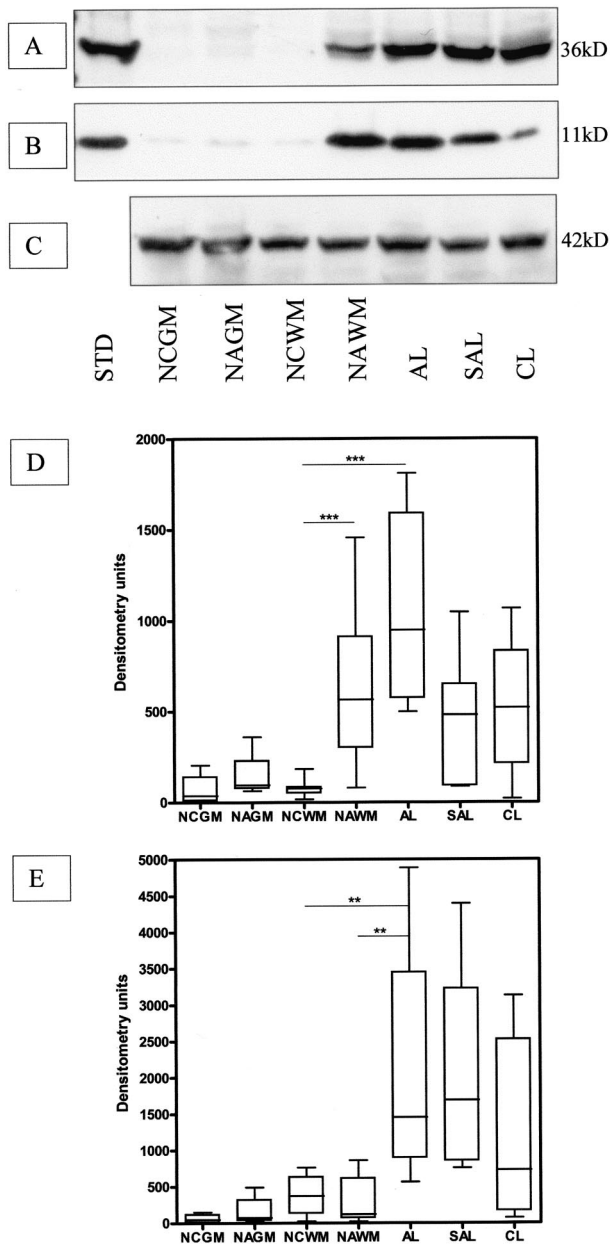 A
36kD
B
11kD
C
42kD
STD
NCGM
NAGM
NCWM
NAWM
AL
SAL
CL
D
2000
1500
1000
500
0
Densitometry units
***
***
NCGM NAGM NCWM NAWM AL SAL CL
E
5000
4500
4000
3500
3000
2500
2000
1500
1000
500
0
Densitometry units
**
**
NCGM NAGM NCWM NAWM AL SAL CL